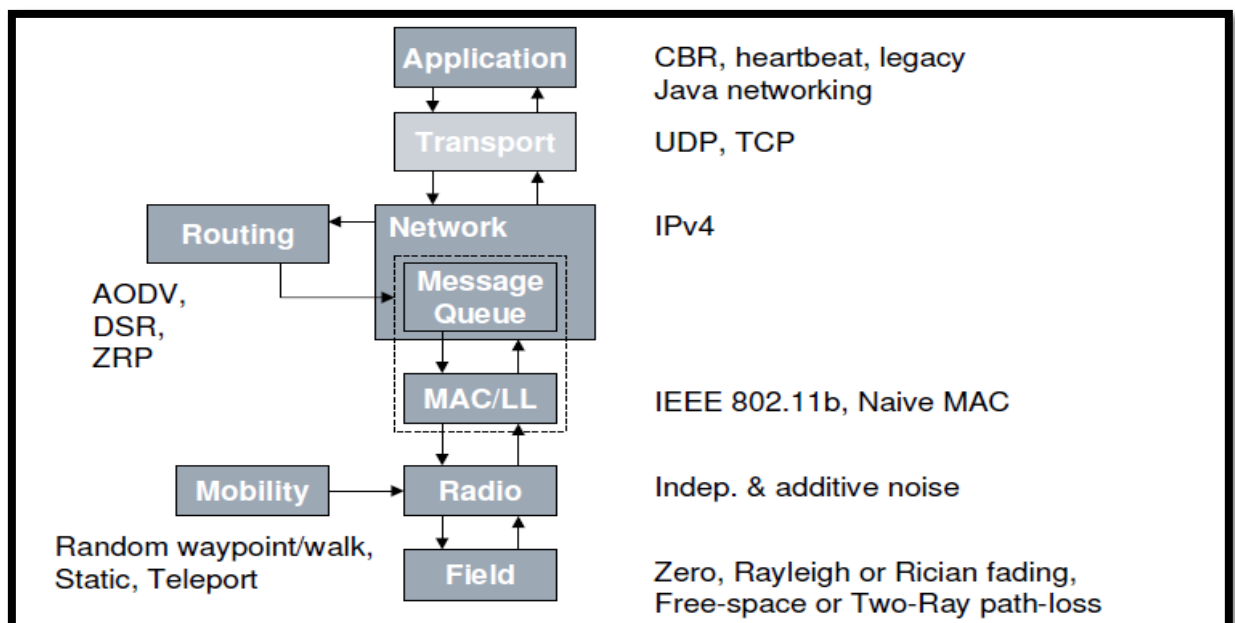 Application
CBR, heartbeat, legacy
Java networking
Transport
UDP, TCP
Routing
Network
IPv4
Message
Queue
AODV,
DSR,
ZRP
MAC/LL
IEEE 802.11b, Naive MAC
Mobility
Radio
Indep. & additive noise
Random waypoint/walk,
Static, Teleport
Field
Zero, Rayleigh or Rician fading,
Free-space or Two-Ray path-loss